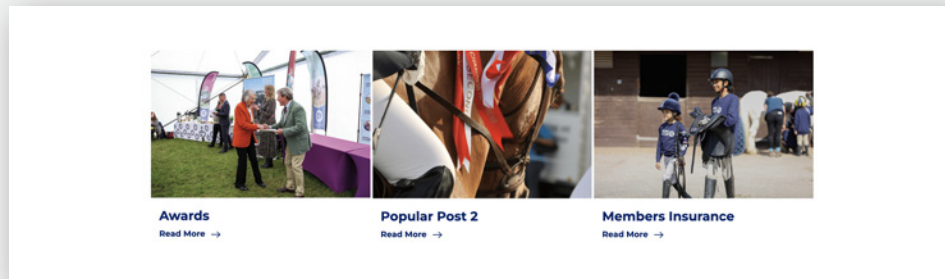 Awards
Read More →
Popular Post 2
Read More →
Members Insurance
Read More →